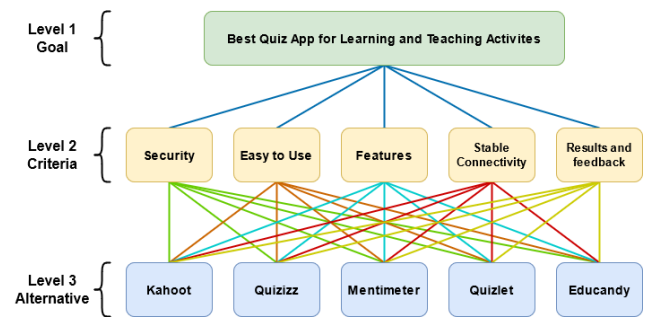 Level 1
Goal
Best Quiz App for Learning and Teaching Activites
Level 2
Criteria
Security
Easy to Use
Features
Stable
Connectivity
Results and
feedback
Level 3
Alternative
Kahoot
Quizizz
Mentimeter
Quizlet
Educandy